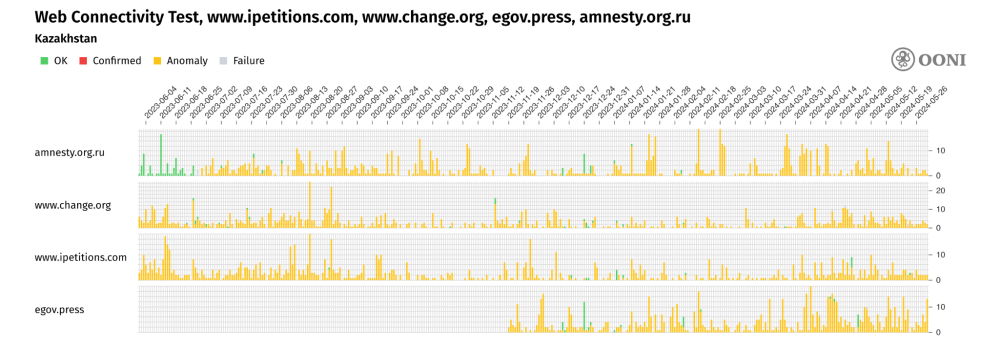 Web Connectivity Test, www.ipetitions.com, www.change.org, egov.press, amnesty.org.ru
Kazakhstan
OK Confirmed Anomaly Failure
OONI
2023-06-04 2023-06-11 2023-06-18 2023-06-25 2023-07-02 2023-07-09 2023-07-16 2023-07-23 2023-07-30 2023-08-06 2023-08-13 2023-08-20 2023-08-27 2023-09-03 2023-09-10 2023-09-17 2023-09-24 2023-10-01 2023-10-08 2023-10-15 2023-10-22 2023-10-29 2023-11-05 2023-11-12 2023-11-19 2023-11-26 2023-12-03 2023-12-10 2023-12-17 2023-12-24 2023-12-31 2024-01-07 2024-01-14 2024-01-21 2024-01-28 2024-02-04 2024-02-11 2024-02-18 2024-02-25 2024-03-03 2024-03-10 2024-03-17 2024-03-24 2024-03-31 2024-04-07 2024-04-14 2024-04-21 2024-04-28 2024-05-05 2024-05-12 2024-05-19 2024-05-26
amnesty.org.ru
10
0
www.change.org
20
10
0
www.ipetitions.com
10
0
egov.press
10
0